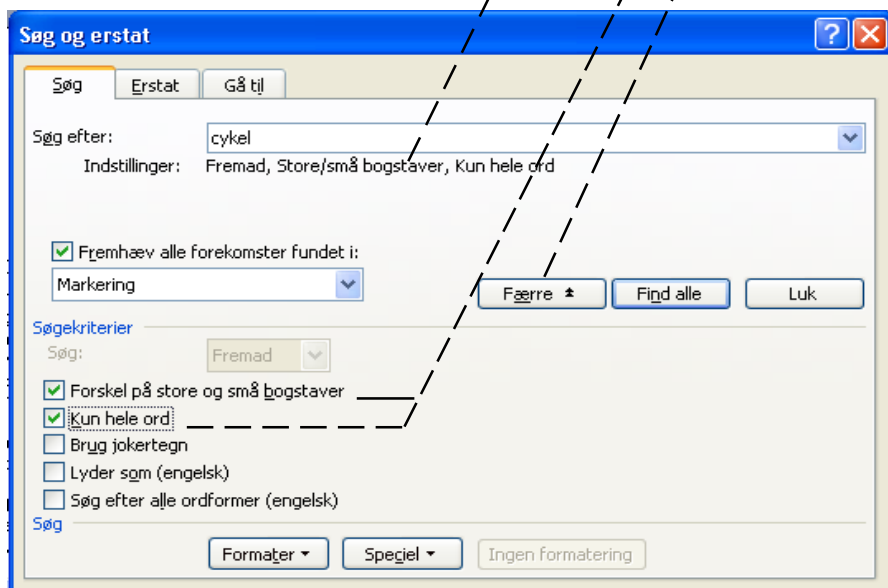 Søg og erstat
Søg Erstat Gå til
Søg efter: cykel
Indstillinger: Fremad, Store/små bogstaver, Kun hele ord
Fremhæv alle forekomster fundet i:
Markering
Færre Find alle Luk
Søgekriterier
Søg: Fremad
Forskel på store og små bogstaver
Kun hele ord
Brug jokertegn
Lyder som (engelsk)
Søg efter alle ordformer (engelsk)
Søg
Formater Speciel Ingen formatering